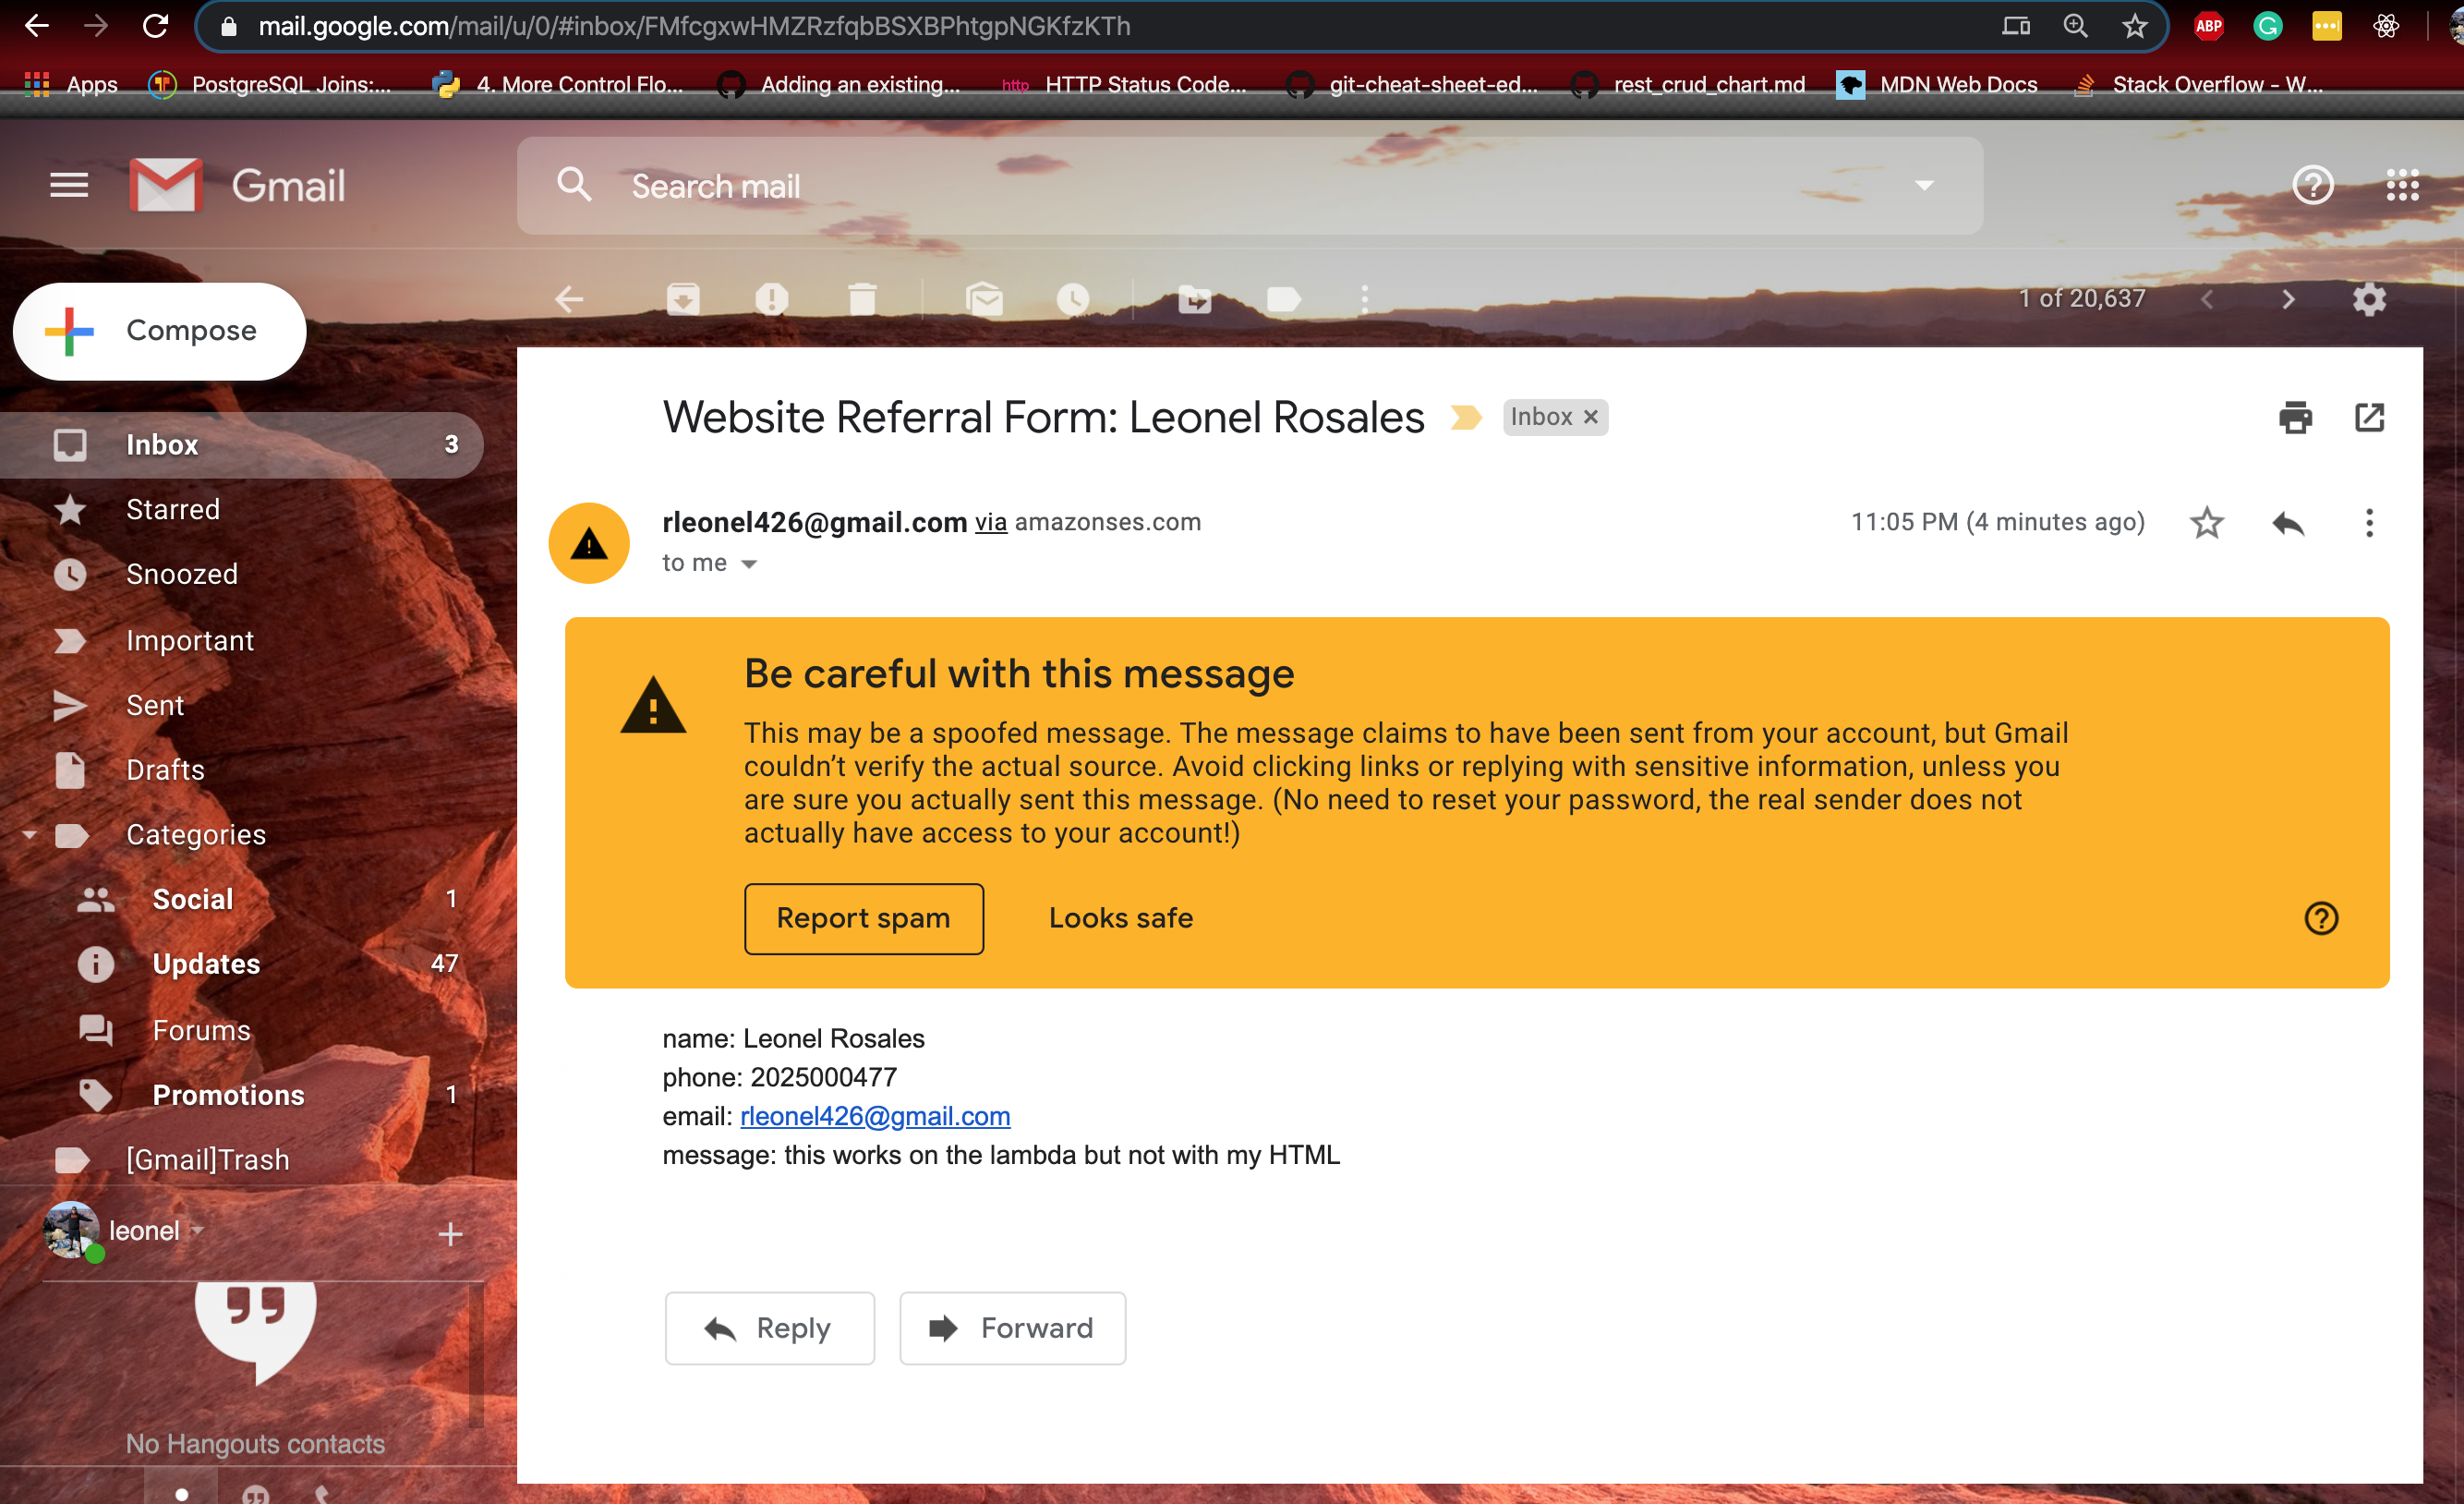 mail.google.com/mail/u/0/#inbox/FMfcgxwHMZRzfqbBSXBPhtgpNGKfzKTh
ABP
Apps
PostgreSQL Joins:...
4. More Control Flo...
Adding an existing...
http
HTTP Status Code...
git-cheat-sheet-ed...
rest_crud_chart.md
MDN Web Docs
Stack Overflow - W...
Gmail
Search mail
Compose
1 of 20,637
Website Referral Form: Leonel Rosales
Inbox ×
Inbox 3
Starred
Snoozed
Important
Sent
Drafts
Categories
Social 1
Updates 47
Forums
Promotions 1
[Gmail]Trash
leonel
No Hangouts contacts
rleonel426@gmail.com via amazonses.com
11:05 PM (4 minutes ago)
to me
Be careful with this message
This may be a spoofed message. The message claims to have been sent from your account, but Gmail
couldn’t verify the actual source. Avoid clicking links or replying with sensitive information, unless you
are sure you actually sent this message. (No need to reset your password, the real sender does not
actually have access to your account!)
Report spam
Looks safe
name: Leonel Rosales
phone: 2025000477
email: rleonel426@gmail.com
message: this works on the lambda but not with my HTML
Reply
Forward